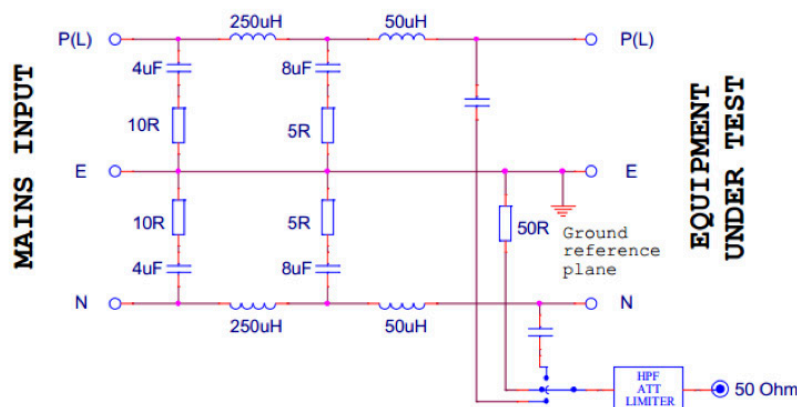 250uH
50uH
P(L)
P(L)
4uF
8uF
10R
5R
MAINS INPUT
E
E
EQUIPMENT
UNDER TEST
10R
5R
50R
Ground
reference
plane
4uF
8uF
N
N
250uH
50uH
HPF
ATT
LIMITER
50 Ohm